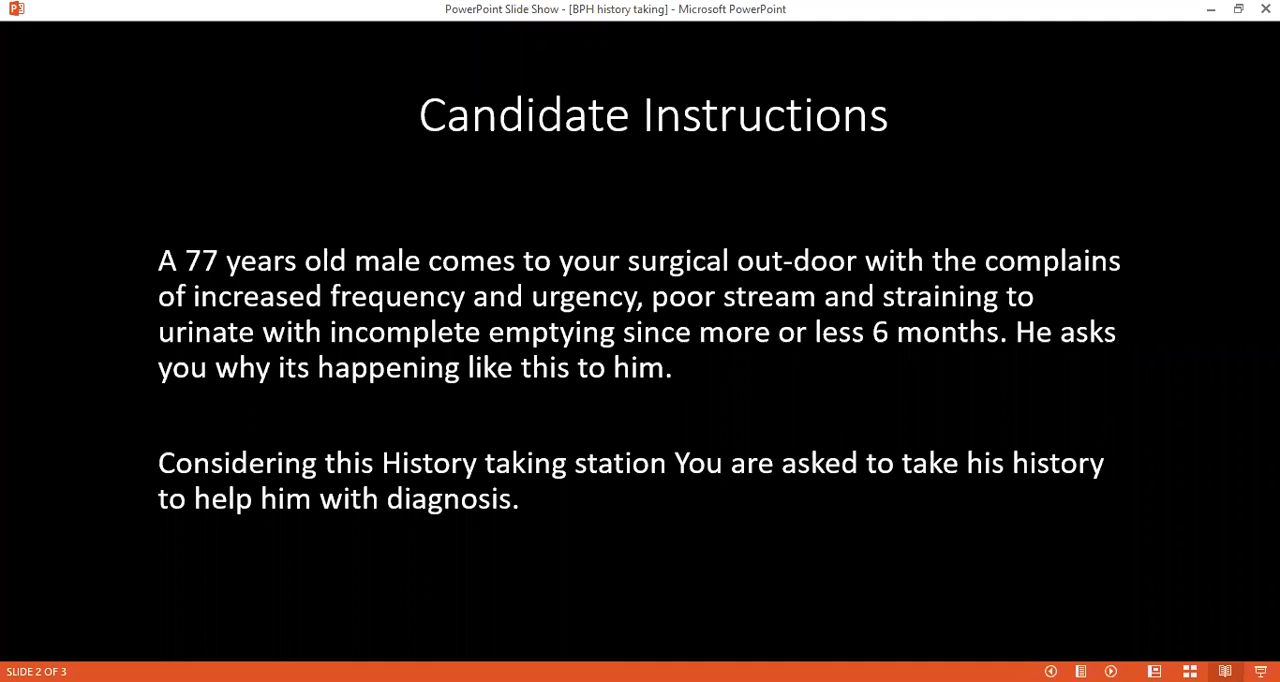 PowerPoint Slide Show - [BPH history taking] - Microsoft PowerPoint
Candidate Instructions
A 77 years old male comes to your surgical out-door with the complains
of increased frequency and urgency, poor stream and straining to
urinate with incomplete emptying since more or less 6 months. He asks
you why its happening like this to him.
Considering this History taking station You are asked to take his history
to help him with diagnosis.
SLIDE 2 OF 3